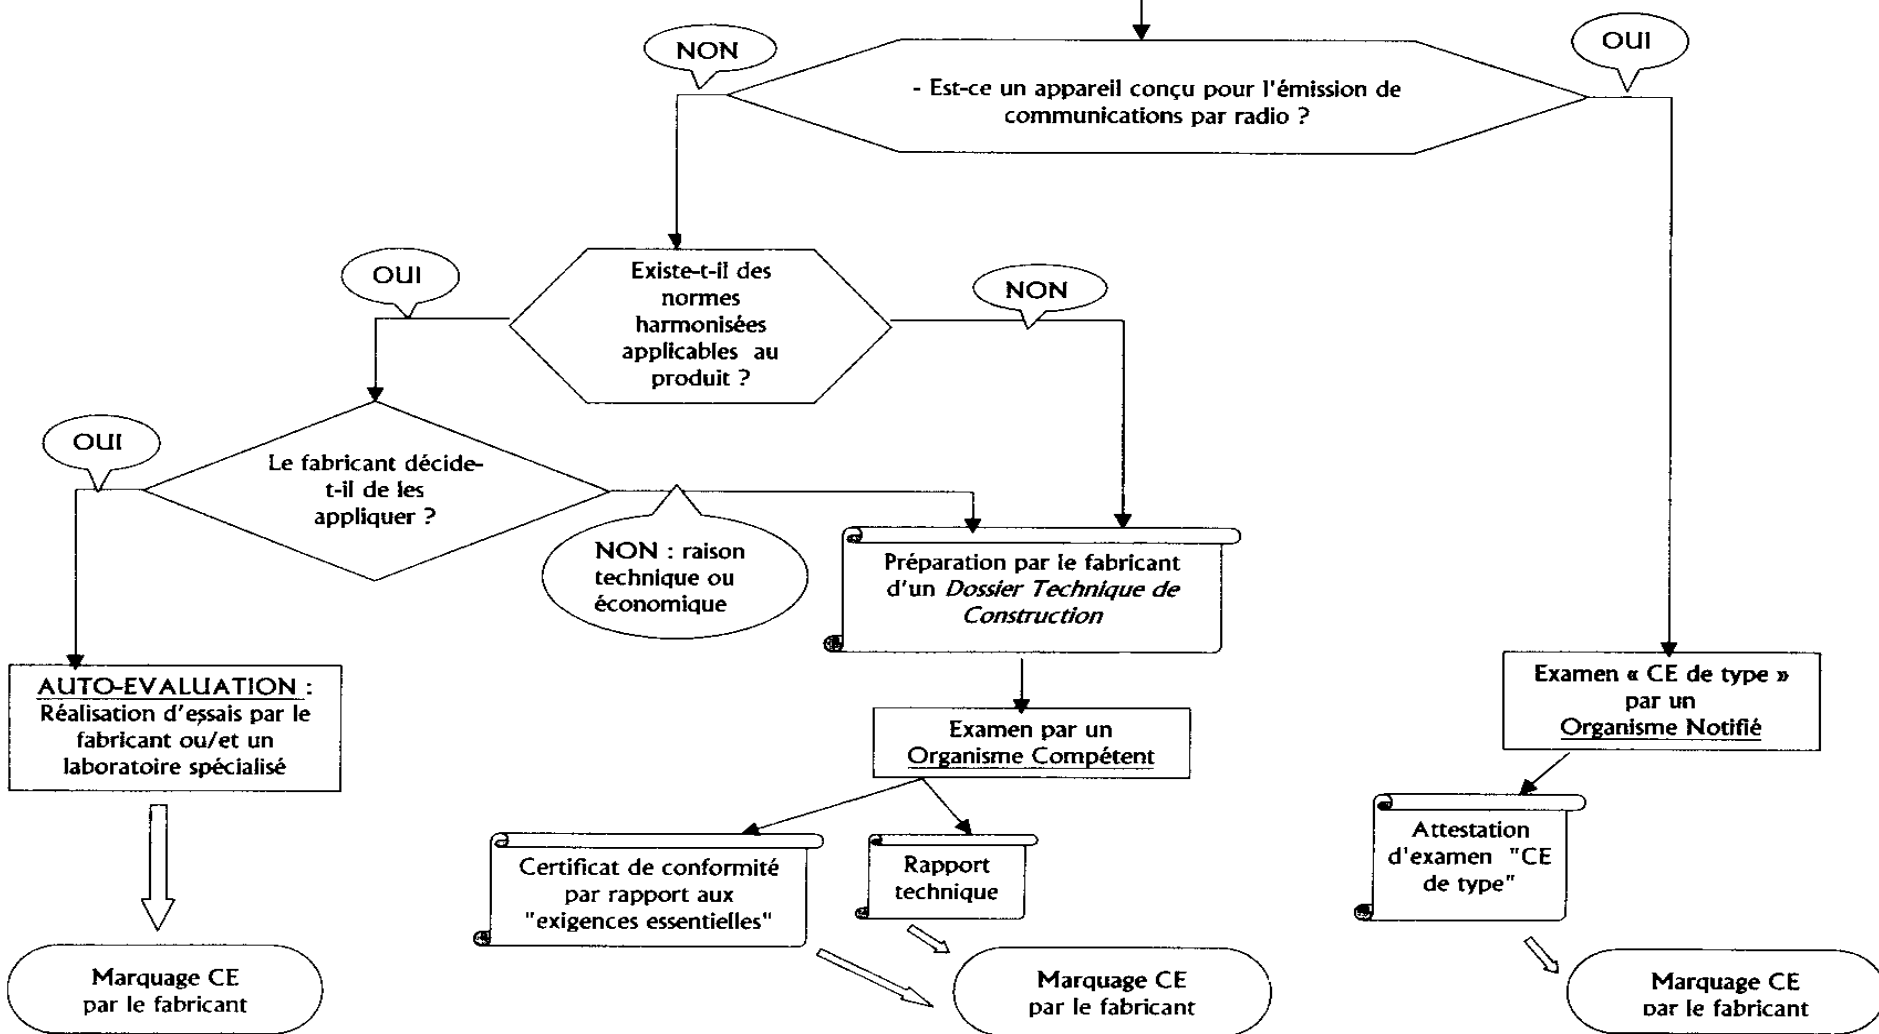 NON
OUI
- Est-ce un appareil conçu pour l'émission de
communications par radio ?
OUI
Existe-t-il des
normes
harmonisées
applicables au
produit ?
NON
OUI
Le fabricant décide-
t-il de les
appliquer ?
NON : raison
technique ou
économique
Préparation par le fabricant
d'un Dossier Technique de
Construction
AUTO-EVALUATION :
Réalisation d'essais par le
fabricant ou/et un
laboratoire spécialisé
Examen par un
Organisme Compétent
Examen « CE de type »
par un
Organisme Notifié
Certificat de conformité
par rapport aux
"exigences essentielles"
Rapport
technique
Attestation
d'examen "CE
de type"
Marquage CE
par le fabricant
Marquage CE
par le fabricant
Marquage CE
par le fabricant